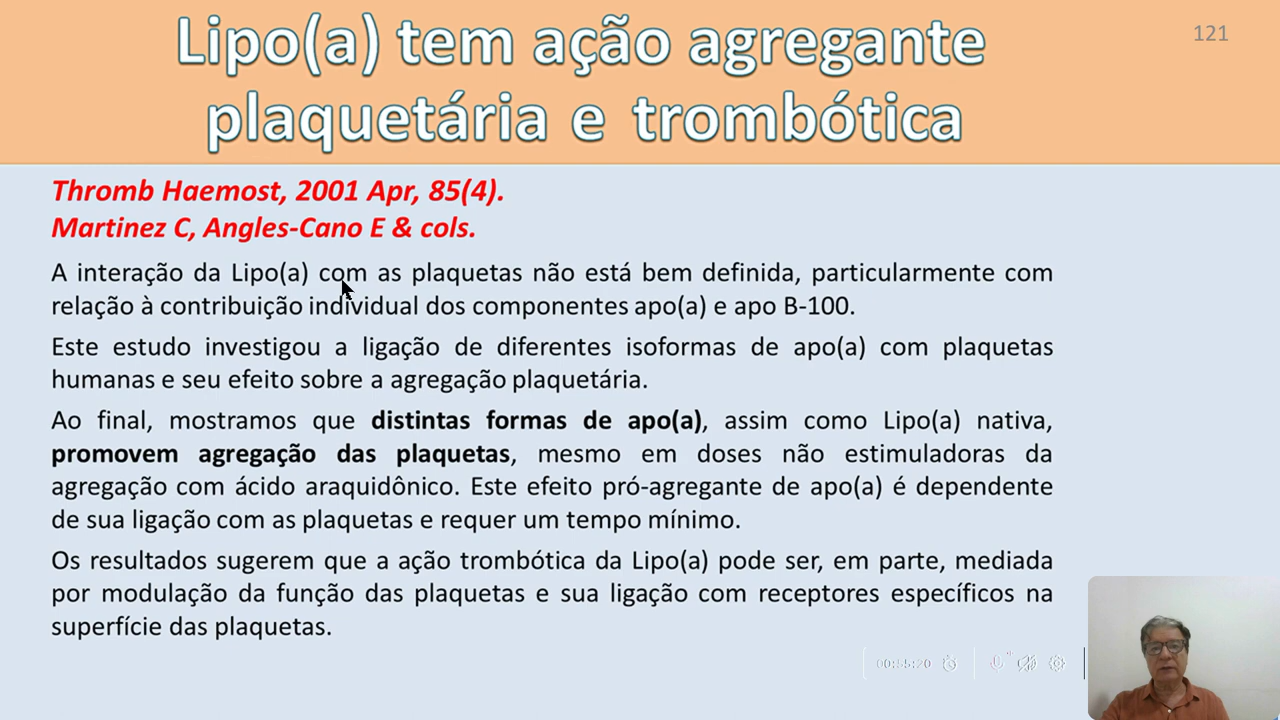 Lipo(a) tem ação agregante
plaquetária e trombótica
121
Thromb Haemost, 2001 Apr, 85(4).
Martinez C, Angles-Cano E & cols.
A interação da Lipo(a) com as plaquetas não está bem definida, particularmente com
relação à contribuição individual dos componentes apo(a) e apo B-100.
Este estudo investigou a ligação de diferentes isoformas de apo(a) com plaquetas
humanas e seu efeito sobre a agregação plaquetária.
Ao final, mostramos que distintas formas de apo(a), assim como Lipo(a) nativa,
promovem agregação das plaquetas, mesmo em doses não estimuladoras da
agregação com ácido araquidônico. Este efeito pró-agregante de apo(a) é dependente
de sua ligação com as plaquetas e requer um tempo mínimo.
Os resultados sugerem que a ação trombótica da Lipo(a) pode ser, em parte, mediada
por modulação da função das plaquetas e sua ligação com receptores específicos na
superfície das plaquetas.
00:55:20